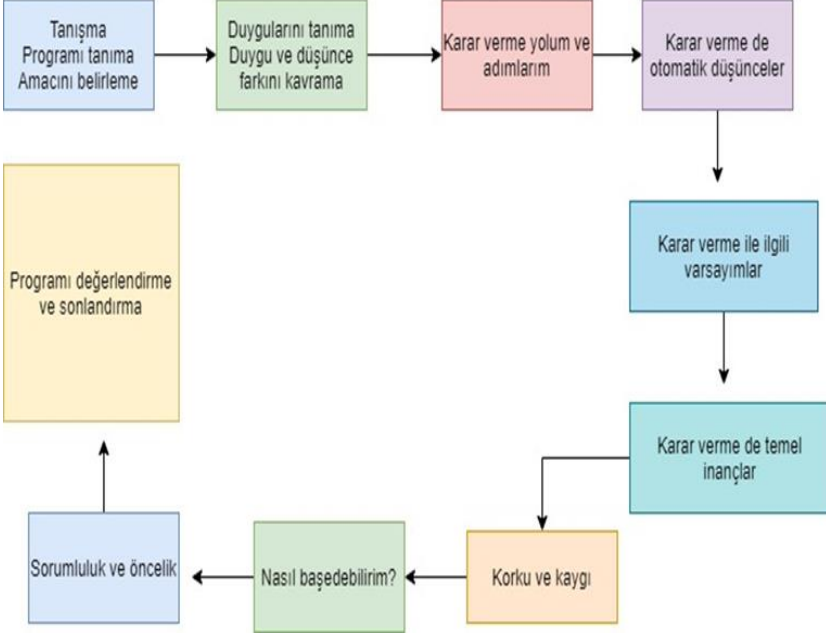 Tanışma
Programı tanıma
Amacını belirleme
Duygularını tanıma
Duygu ve düşünce
farkını kavrama
Karar verme yolum ve
adımlarım
Karar verme de
otomatik düşünceler
Karar verme ile ilgili
varsayımlar
Karar verme de temel
inançlar
Korku ve kaygı
Nasıl başedebilirim?
Sorumluluk ve öncelik
Programı değerlendirme
ve sonlandırma